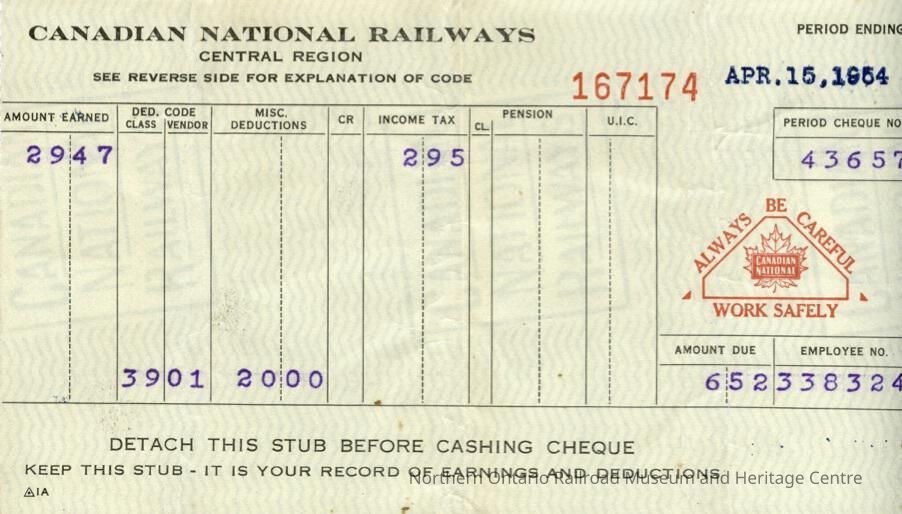 CANADIAN NATIONAL RAILWAYS
CENTRAL REGION
SEE REVERSE SIDE FOR EXPLANATION OF CODE
167174
PERIOD ENDING
APR.15,1954
AMOUNT EARNED DED. CODE CLASS VENDOR MISC. DEDUCTIONS CR INCOME TAX CL. PENSION U.I.C.
PERIOD CHEQUE NO
2947 295
43657
ALWAYS BE CAREFUL
CANADIAN
NATIONAL
WORK SAFELY
AMOUNT DUE EMPLOYEE NO.
3901 2000 652 338324
DETACH THIS STUB BEFORE CASHING CHEQUE
KEEP THIS STUB - IT IS YOUR RECORD OF EARNINGS AND DEDUCTIONS
Northern Ontario Railroad Museum and Heritage Centre
1A